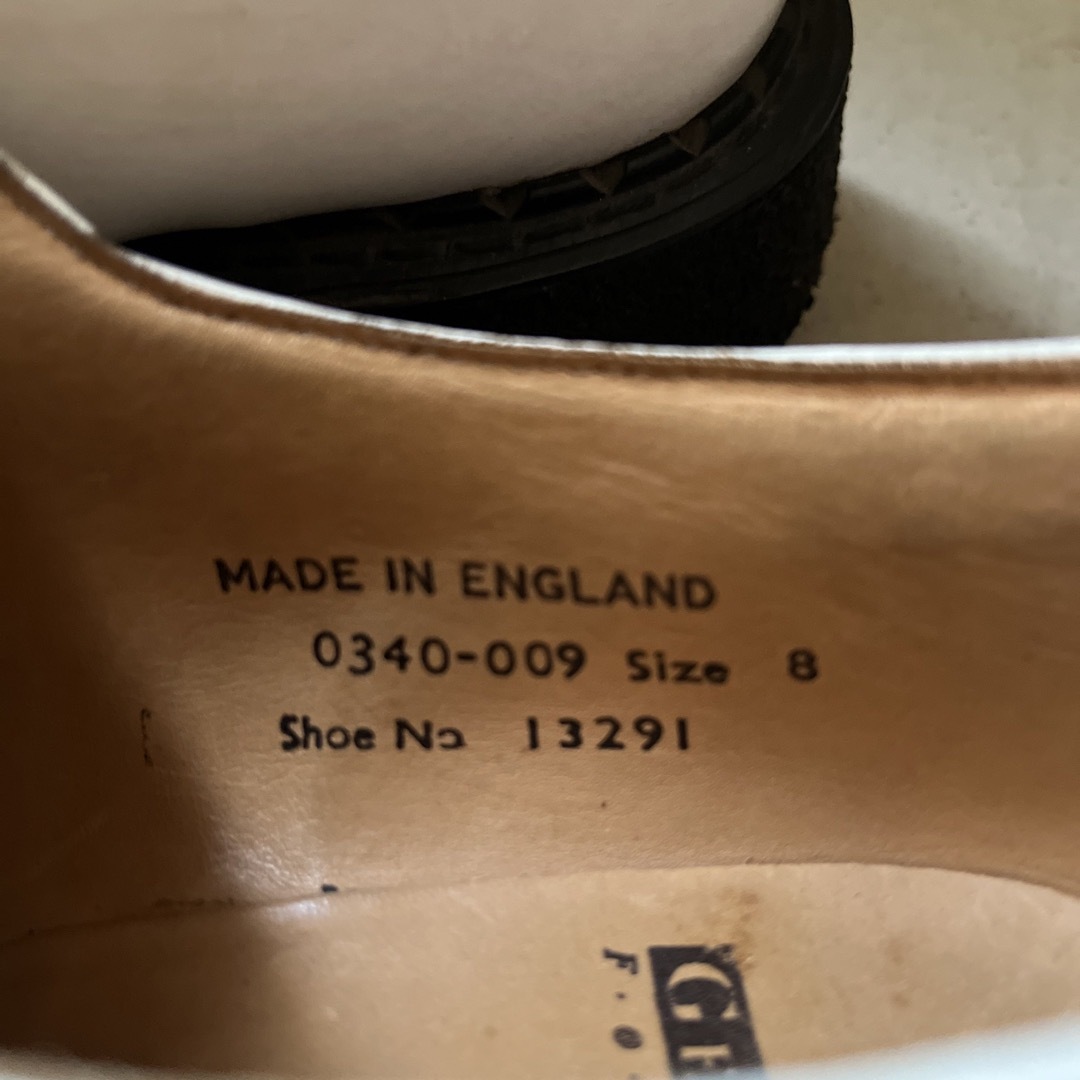 MADE IN ENGLAND
0340-009 Size 8
Shoe No 13291
F.O